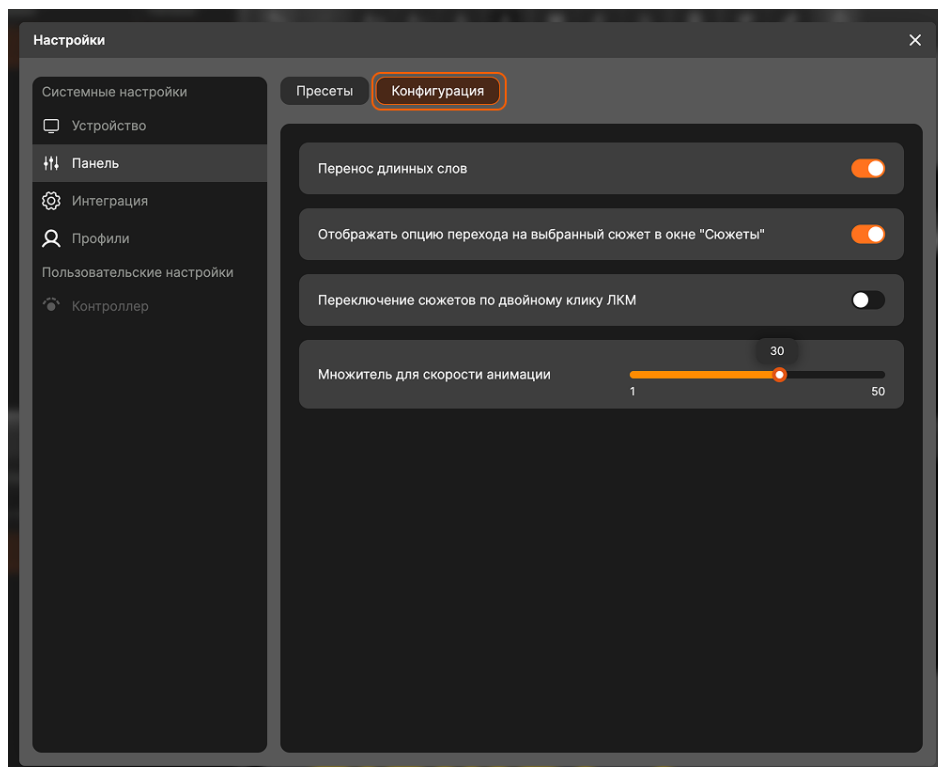 Настройки
Системные настройки
Устройство
Панель
Интеграция
Профили
Пользовательские настройки
Контроллер
Пресеты
Конфигурация
Перенос длинных слов
Отображать опцию перехода на выбранный сюжет в окне "Сюжеты"
Переключение сюжетов по двойному клику ЛКМ
30
Множитель для скорости анимации
1
50